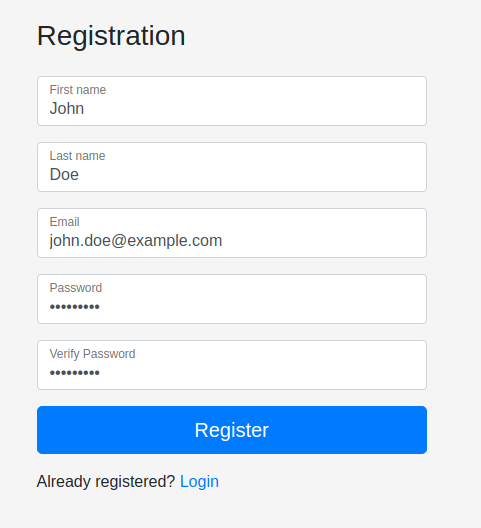 Registration
First name
John
Last name
Doe
Email
john.doe@example.com
Password
•••••••••
Verify Password
•••••••••
Register
Already registered? Login